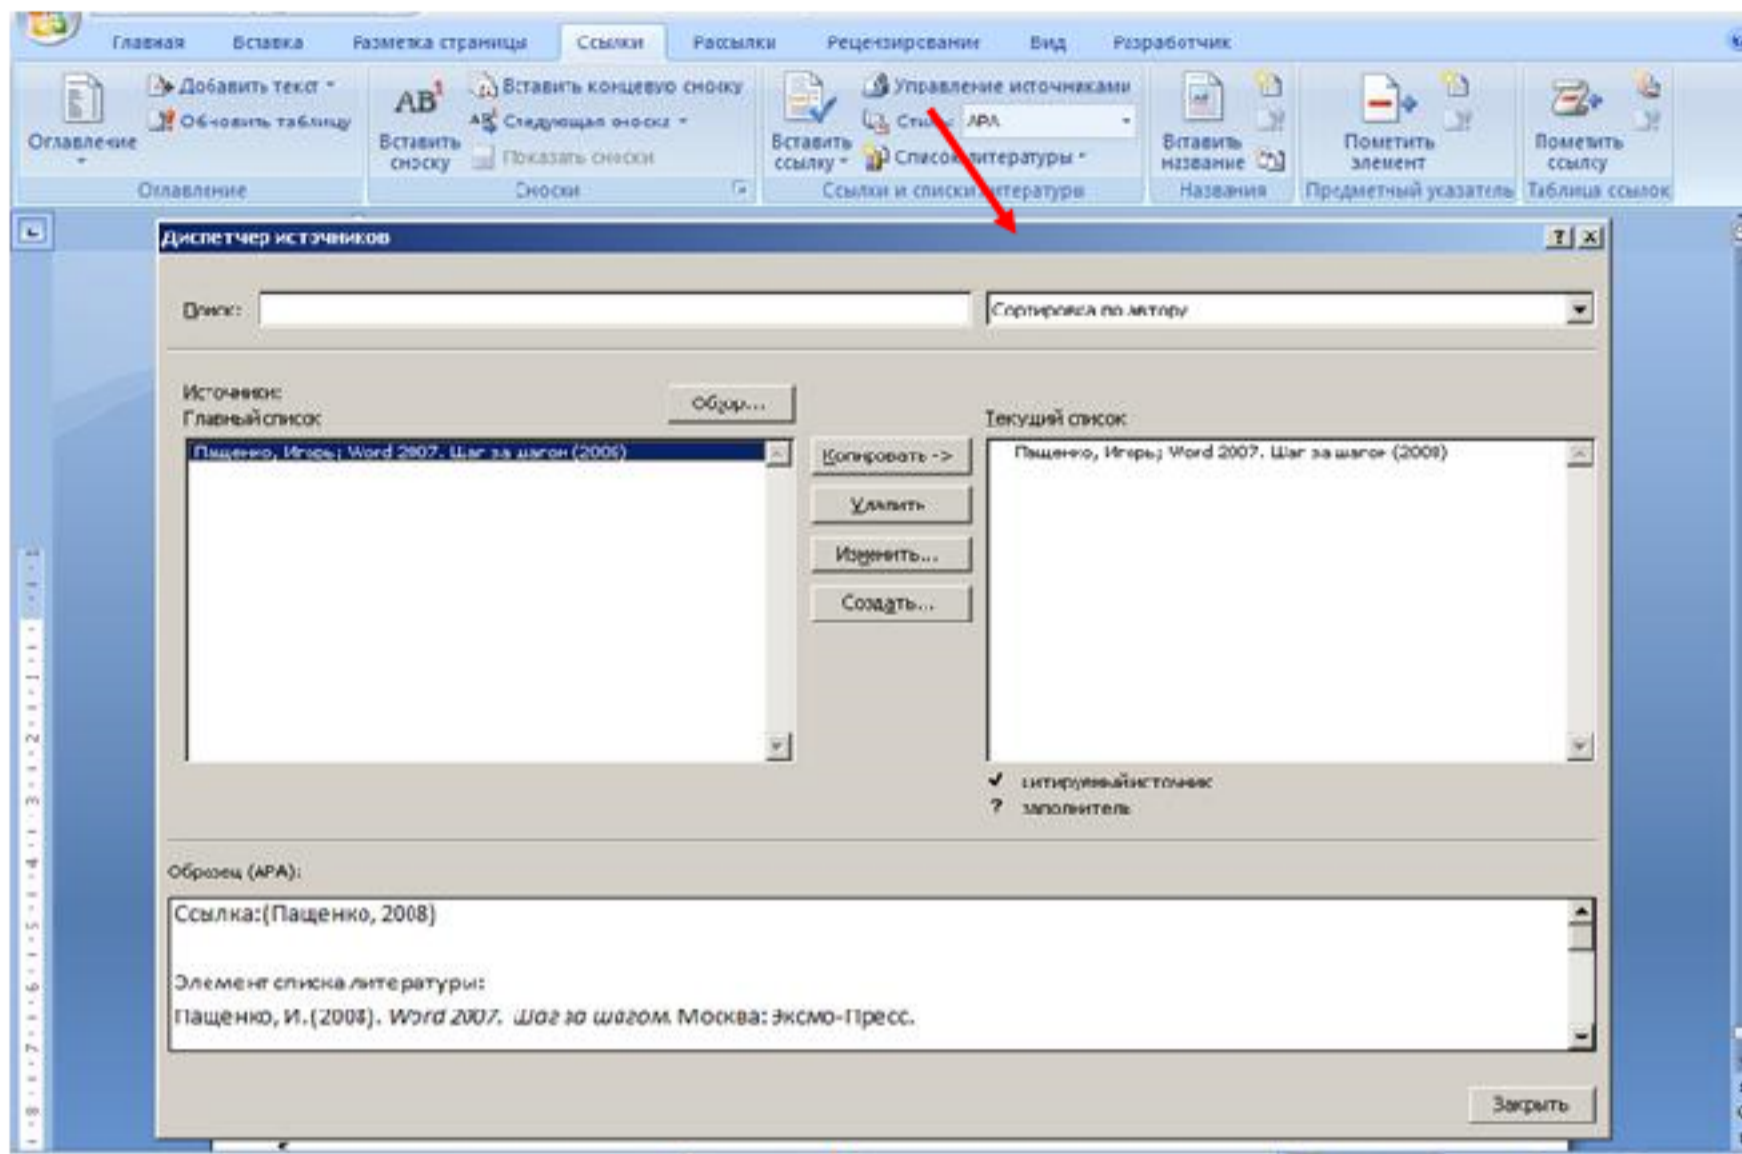 Главная Вставка Разметка страницы Ссылки Рассылки Рецензирование Вид Разработчик
Оглавление
Добавить текст
Обновить таблицу
Оглавление
AB¹
Вставить сноску
Вставить концевую сноску
Следующая сноска
Показать сноски
Сноски
Вставить ссылку
Управление источниками
APA
Ссылки и списки литературы
Вставить название
Названия
Пометить элемент
Предметный указатель
Пометить ссылку
Таблица ссылок
Диспетчер источников
Поиск:
Сортировка по автору
Источники:
Главный список
Обзор...
Текущий список
Пащенко, Игорь; Word 2007. Шаг за шагом (2008)
Копировать ->
Пащенко, Игорь; Word 2007. Шаг за шагом (2008)
Удалить
Изменить...
Создать...
✓ цитируемый источник
? заполнитель
Образец (APA):
Ссылка:(Пащенко, 2008)
Элемент списка литературы:
Пащенко, И. (2008). Word 2007. Шаг за шагом. Москва: Эксмо-Пресс.
Закрыть